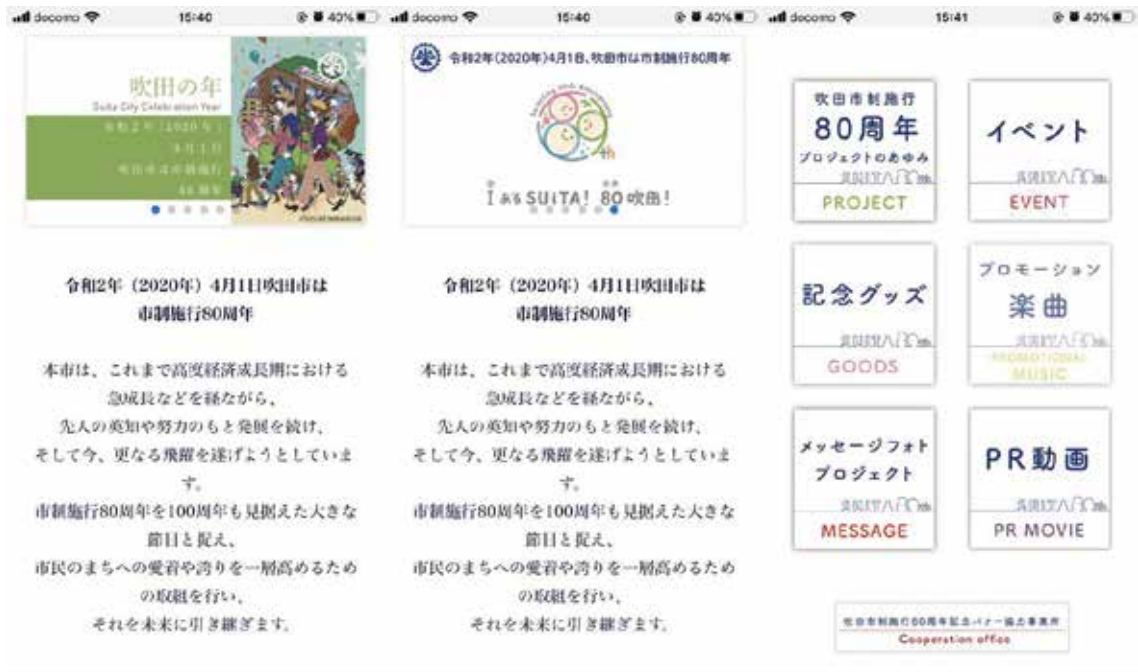 docomo 15:40 40%
吹田の年
Suita City Celebration Year
令和2年(2020年)
4月1日
吹田市は市制施行
80周年
令和2年(2020年)4月1日吹田市は
市制施行80周年
本市は、これまで高度経済成長期における
急成長などを経ながら、
先人の英知や努力のもと発展を続け、
そして今、更なる飛躍を遂げようとしていま
す。
市制施行80周年を100周年も見据えた大きな
節目と捉え、
市民のまちへの愛着や誇りを一層高めるため
の取組を行い、
それを未来に引き継ぎます。
docomo 15:40 40%
令和2年(2020年)4月1日、吹田市は市制施行80周年
th
I am SUITA! 80 吹田!
令和2年(2020年)4月1日吹田市は
市制施行80周年
本市は、これまで高度経済成長期における
急成長などを経ながら、
先人の英知や努力のもと発展を続け、
そして今、更なる飛躍を遂げようとしていま
す。
市制施行80周年を100周年も見据えた大きな
節目と捉え、
市民のまちへの愛着や誇りを一層高めるため
の取組を行い、
それを未来に引き継ぎます。
docomo 15:41 40%
吹田市制施行
80周年
プロジェクトのあゆみ
PROJECT
イベント
EVENT
記念グッズ
GOODS
プロモーション
楽曲
PROMOTIONAL
MUSIC
メッセージフォト
プロジェクト
MESSAGE
PR動画
PR MOVIE
吹田市制施行80周年記念バナー協力事業所
Cooperation office